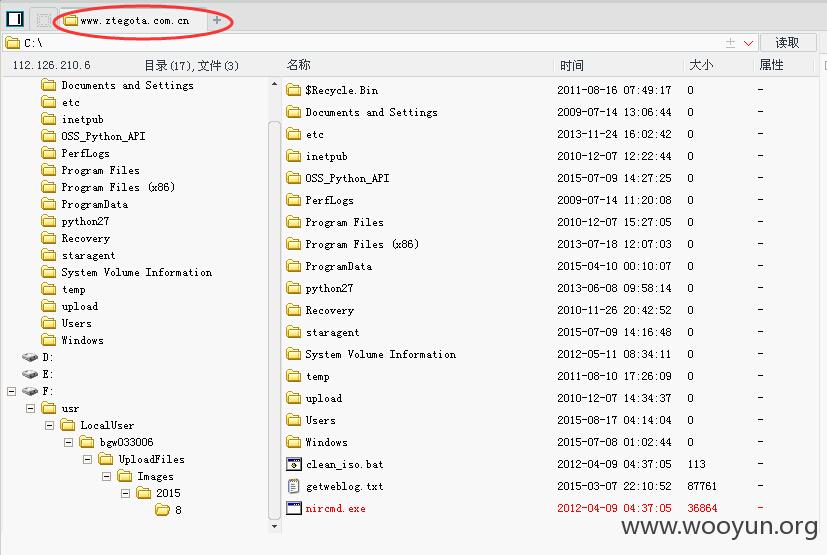 www.ztegota.com.cn
C:\
读取
112.126.210.6 目录(17),文件(3)
Documents and Settings
etc
inetpub
OSS_Python_API
PerfLogs
Program Files
Program Files (x86)
ProgramData
python27
Recovery
staragent
System Volume Information
temp
upload
Users
Windows
D:
E:
F:
usr
LocalUser
bgw033006
UploadFiles
Images
2015
8
名称 时间 大小 属性
$Recycle.Bin 2011-08-16 07:49:17 0 -
Documents and Settings 2009-07-14 13:06:44 0 -
etc 2013-11-24 16:02:42 0 -
inetpub 2010-12-07 12:22:44 0 -
OSS_Python_API 2015-07-09 14:27:25 0 -
PerfLogs 2009-07-14 11:20:08 0 -
Program Files 2010-12-07 15:27:05 0 -
Program Files (x86) 2013-07-18 12:07:03 0 -
ProgramData 2015-04-10 00:10:07 0 -
python27 2013-06-08 09:58:14 0 -
Recovery 2010-11-26 20:42:52 0 -
staragent 2015-07-09 14:16:48 0 -
System Volume Information 2012-05-11 08:34:11 0 -
temp 2011-08-10 17:26:09 0 -
upload 2010-12-07 14:34:37 0 -
Users 2015-08-17 04:14:04 0 -
Windows 2015-07-08 01:02:44 0 -
clean_iso.bat 2012-04-09 04:37:05 113 -
getweblog.txt 2015-03-07 22:10:52 87761 -
nircmd.exe 2012-04-09 04:37:05 36864 -
www.wooyun.org